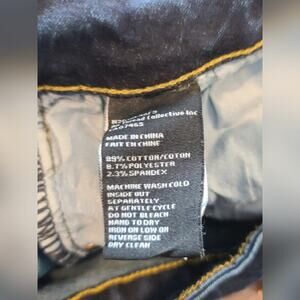 Collective Inc
MADE IN CHINA
FAIT EN CHINE
89% COTTON/COTON
8.7% POLYESTER
2.3% SPANDEX
MACHINE WASH COLD
INSIDE OUT
SEPARATELY
AT GENTLE CYCLE
DO NOT BLEACH
HANG TO DRY
IRON ON LOW ON
REVERSE SIDE
DRY CLEAN